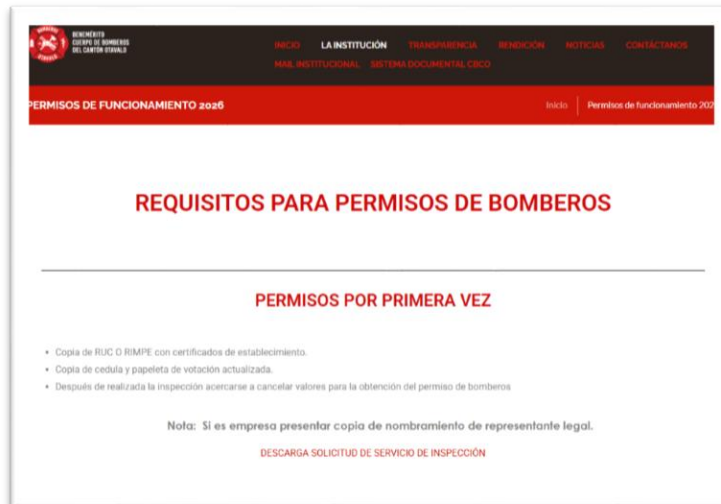 BOMBEROS
OTAVALO
BENEMÉRITO
CUERPO DE BOMBEROS
DEL CANTÓN OTAVALO
INICIO LA INSTITUCIÓN TRANSPARENCIA RENDICIÓN NOTICIAS CONTÁCTANOS
MAIL INSTITUCIONAL SISTEMA DOCUMENTAL CBCO
PERMISOS DE FUNCIONAMIENTO 2026
Inicio Permisos de funcionamiento 202
REQUISITOS PARA PERMISOS DE BOMBEROS
PERMISOS POR PRIMERA VEZ
• Copia de RUC O RIMPE con certificados de establecimiento.
• Copia de cedula y papeleta de votación actualizada.
• Después de realizada la inspección acercarse a cancelar valores para la obtención del permiso de bomberos
Nota: Si es empresa presentar copia de nombramiento de representante legal.
DESCARGA SOLICITUD DE SERVICIO DE INSPECCIÓN